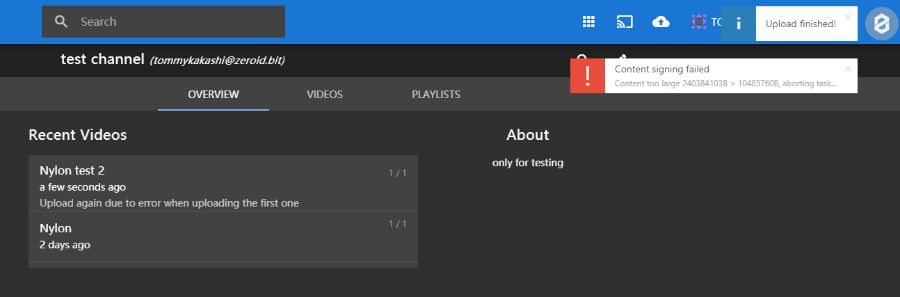 Search
TO
Upload finished!
test channel (tommykakashi@zeroid.bit)
Content signing failed
Content too large 240384103B > 10485760B, aborting task...
OVERVIEW
VIDEOS
PLAYLISTS
Recent Videos
About
Nylon test 2
1 / 1
only for testing
a few seconds ago
Upload again due to error when uploading the first one
Nylon
1 / 1
2 days ago